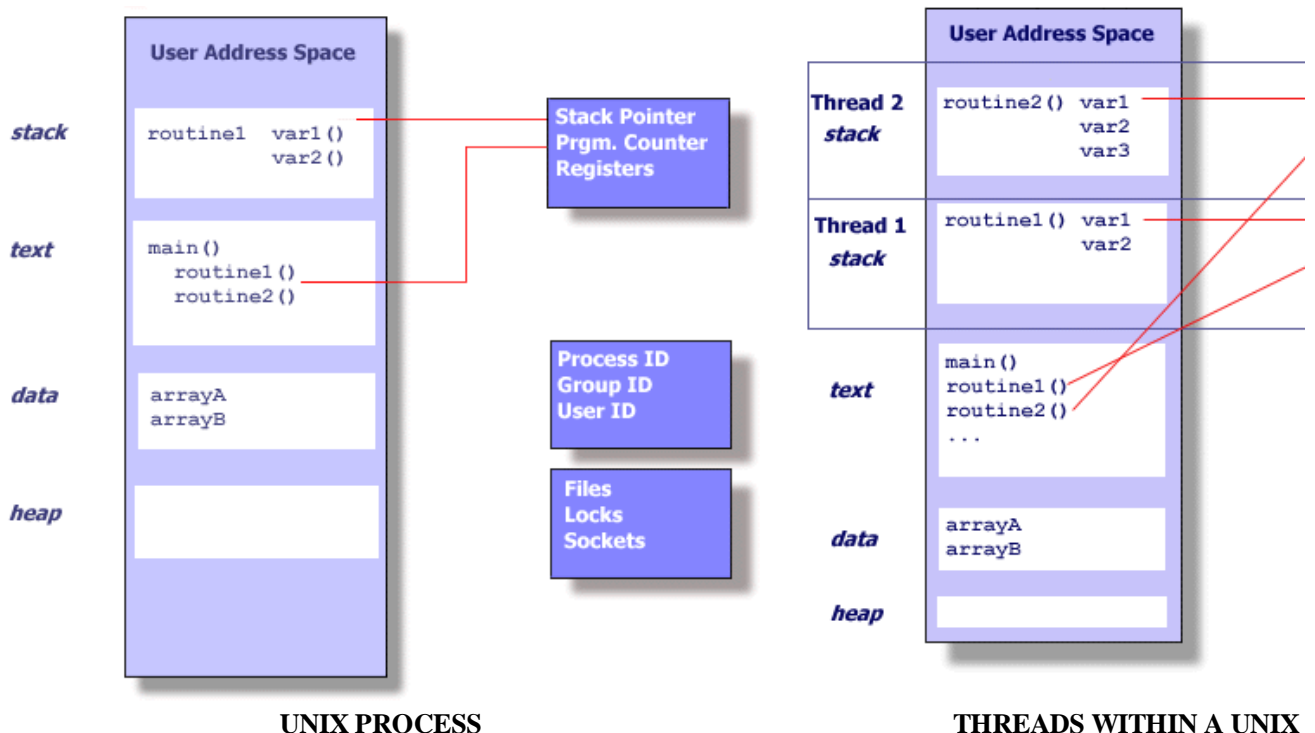 User Address Space
stack
routine1 var1()
var2()
text
main()
routine1()
routine2()
data
arrayA
arrayB
heap
Stack Pointer
Prgm. Counter
Registers
Process ID
Group ID
User ID
Files
Locks
Sockets
UNIX PROCESS
User Address Space
Thread 2
stack
routine2() var1
var2
var3
Thread 1
stack
routine1() var1
var2
text
main()
routine1()
routine2()
...
data
arrayA
arrayB
heap
THREADS WITHIN A UNIX